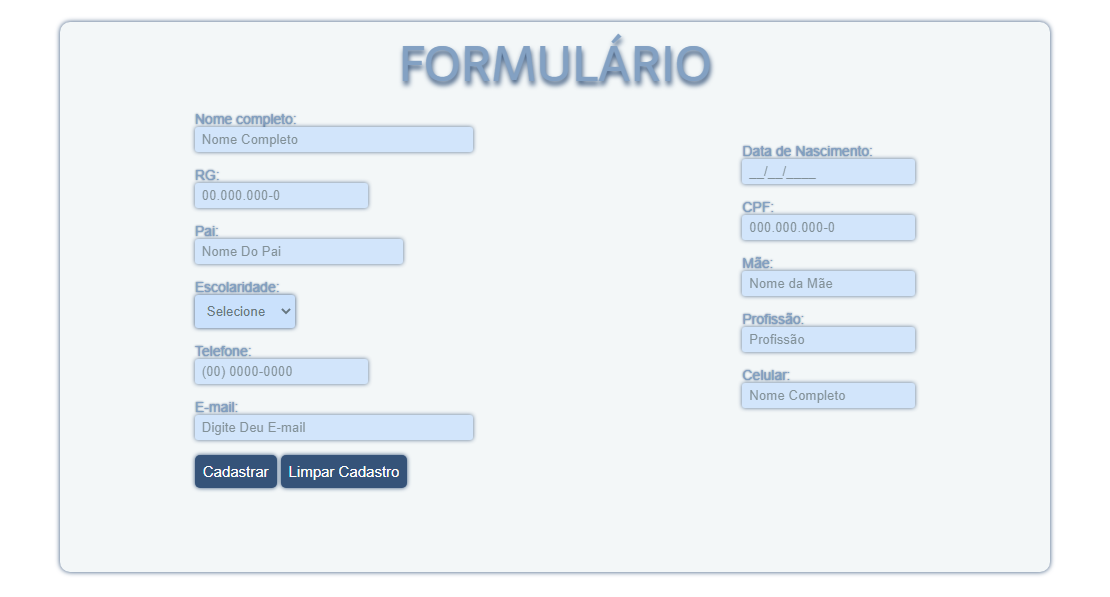 FORMULÁRIO
Nome completo:
Nome Completo
RG:
00.000.000-0
Pai:
Nome Do Pai
Escolaridade:
Selecione
Telefone:
(00) 0000-0000
E-mail:
Digite Deu E-mail
Cadastrar Limpar Cadastro
Data de Nascimento:
__/__/____
CPF:
000.000.000-0
Mãe:
Nome da Mãe
Profissão:
Profissão
Celular:
Nome Completo